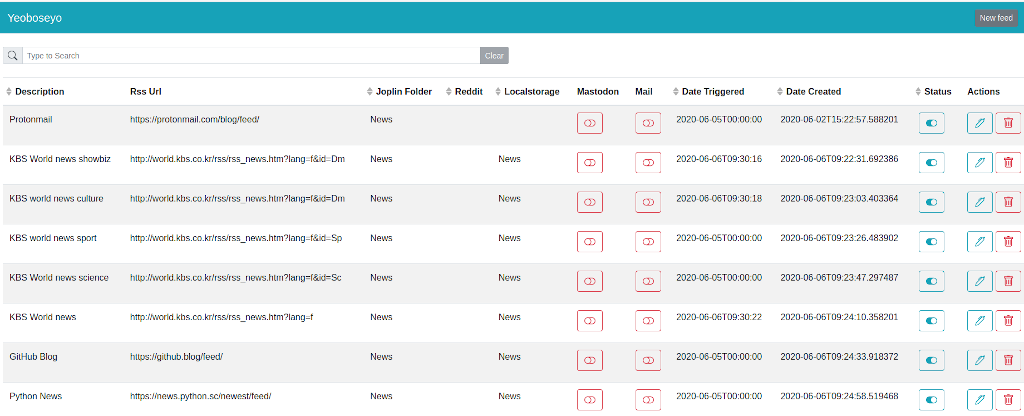 Yeoboseyo New feed
Type to Search Clear
Description Rss Url Joplin Folder Reddit Localstorage Mastodon Mail Date Triggered Date Created Status Actions
Protonmail https://protonmail.com/blog/feed/ News 2020-06-05T00:00:00 2020-06-02T15:22:57.588201
KBS World news showbiz http://world.kbs.co.kr/rss/rss_news.htm?lang=f&id=Dm News News 2020-06-06T09:30:16 2020-06-06T09:22:31.692386
KBS world news culture http://world.kbs.co.kr/rss/rss_news.htm?lang=f&id=Dm News News 2020-06-06T09:30:18 2020-06-06T09:23:03.403364
KBS world news sport http://world.kbs.co.kr/rss/rss_news.htm?lang=f&id=Sp News News 2020-06-05T00:00:00 2020-06-06T09:23:26.483902
KBS World news science http://world.kbs.co.kr/rss/rss_news.htm?lang=f&id=Sc News News 2020-06-05T00:00:00 2020-06-06T09:23:47.297487
KBS World news http://world.kbs.co.kr/rss/rss_news.htm?lang=f News News 2020-06-06T09:30:22 2020-06-06T09:24:10.358201
GitHub Blog https://github.blog/feed/ News News 2020-06-05T00:00:00 2020-06-06T09:24:33.918372
Python News https://news.python.sc/newest/feed/ News News 2020-06-05T00:00:00 2020-06-06T09:24:58.519468